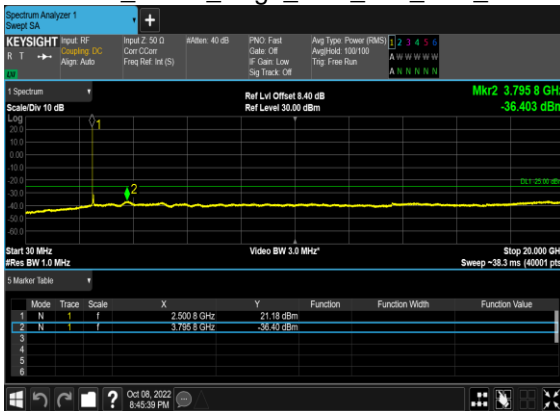 Spectrum Analyzer 1
Swept SA
+
KEYSIGHT Input: RF Input Z: 50 Ω #Atten: 40 dB PNO: Fast Avg Type: Power (RMS) 1 2 3 4 5 6
R T Coupling: DC Corr CCorr Gate: Off Avg|Hold: 100/100 A W W W W W
Align: Auto Freq Ref: Int (S) IF Gain: Low Trig: Free Run
Sig Track: Off A N N N N N
1 Spectrum
Ref Lvl Offset 8.40 dB Mkr2 3.795 8 GHz
Scale/Div 10 dB Ref Level 30.00 dBm -36.403 dBm
Log
20.0
10.0
0.00
-10.0
-20.0
-30.0
-40.0
-50.0
-60.0
1
2
Start 30 MHz Video BW 3.0 MHz* Stop 20.000 GHz
#Res BW 1.0 MHz Sweep ~38.3 ms (40001 pts)
5 Marker Table
Mode Trace Scale X Y Function Function Width Function Value
1 N 1 f 2.500 8 GHz 21.18 dBm
2 N 1 f 3.795 8 GHz -36.40 dBm
3
4
5
6
? Oct 08, 2022
8:45:39 PM